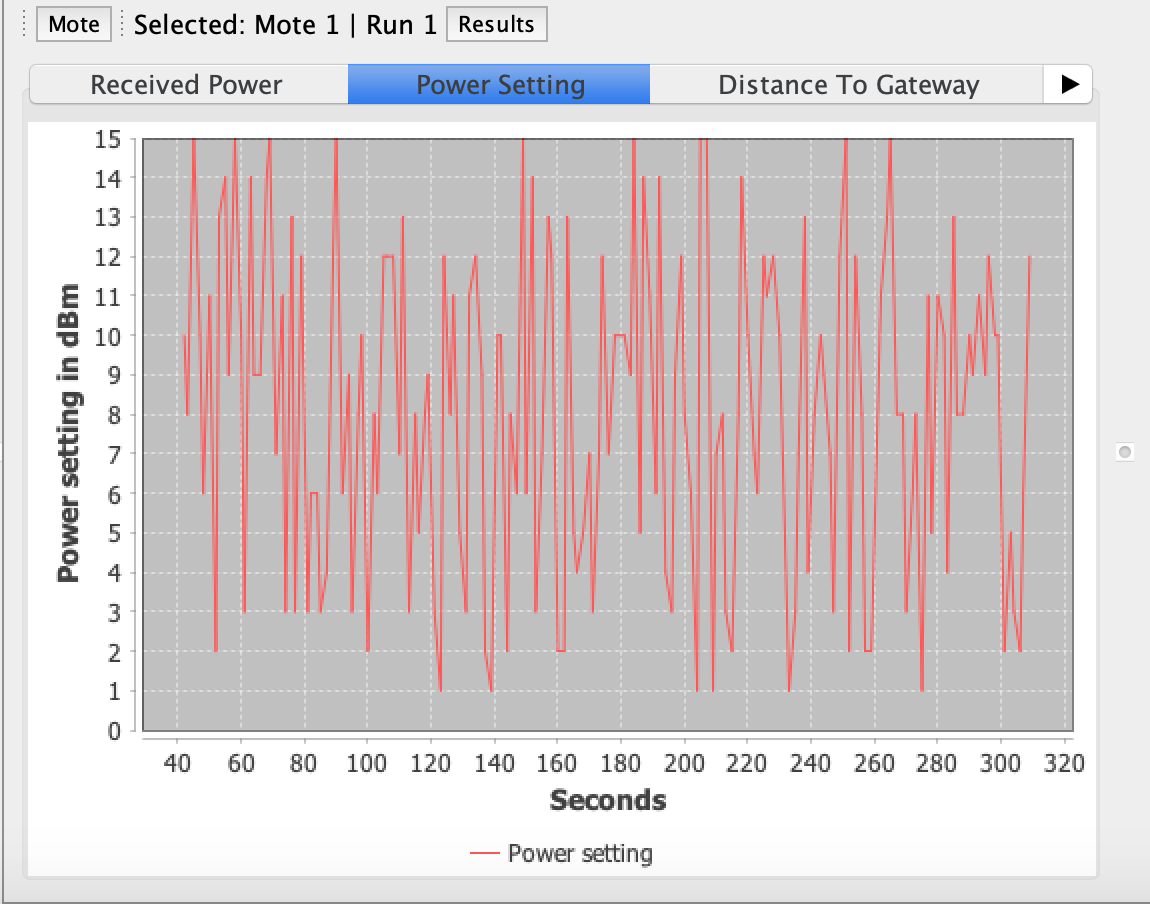 Mote Selected: Mote 1 | Run 1 Results
Received Power Power Setting Distance To Gateway
15
14
13
12
11
10
9
8
7
6
5
4
3
2
1
0
Power setting in dBm
40 60 80 100 120 140 160 180 200 220 240 260 280 300 320
Seconds
Power setting